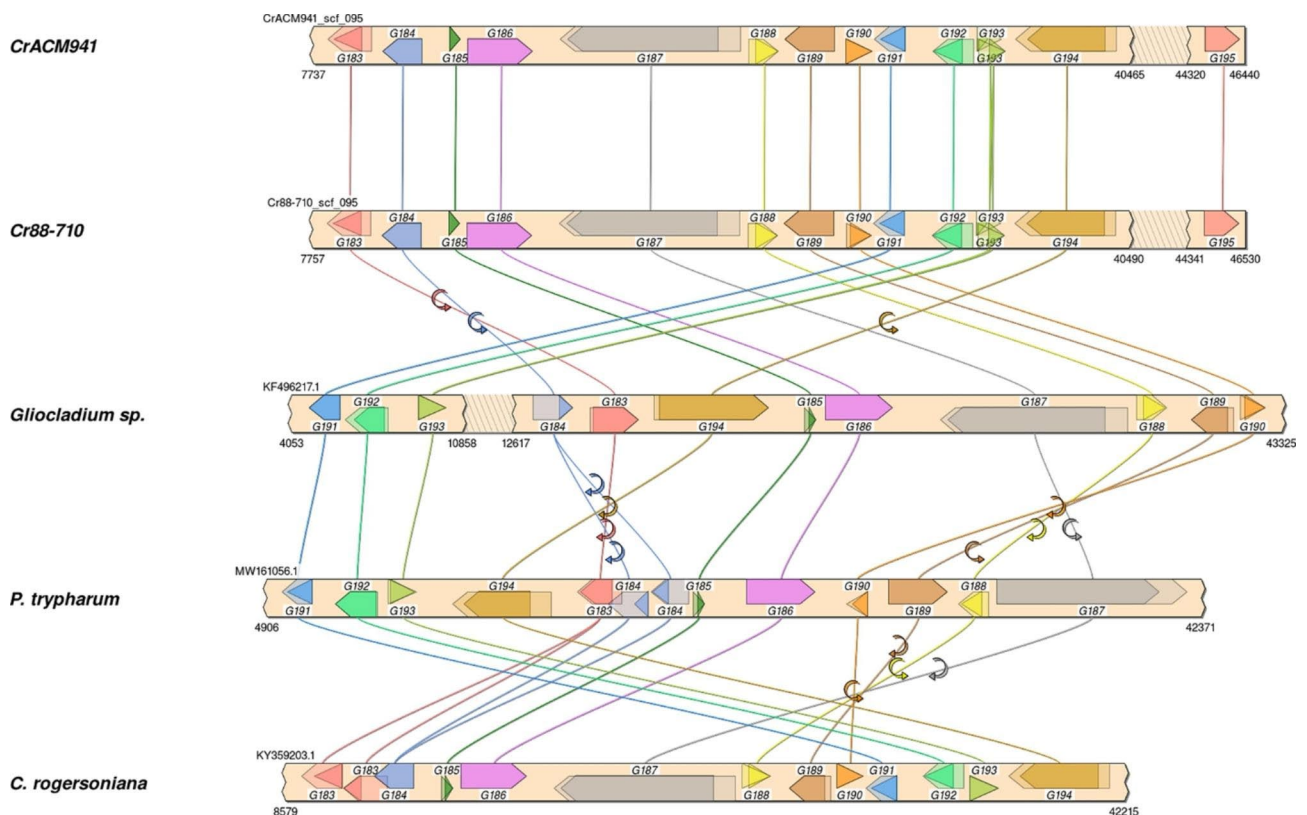 CrACM941_scf_095
G184 G186 G188 G190 G192 G193
CrACM941
G183 G185 G187 G189 G191 G193 G194 G195
7737 40465 44320 46440
Cr88-710_scf_095
G184 G186 G188 G190 G192 G193
Cr88-710
G183 G185 G187 G189 G191 G193 G194 G195
7757 40490 44341 46530
KF496217.1
G192 G183 G185 G187 G189
Gliocladium sp.
G191 G193 G184 G194 G186 G188 G190
4053 10858 12617 43325
MW161056.1
G192 G194 G184 G185 G190 G188
P. trypharum
G191 G193 G183 G184 G186 G189 G187
4906 42371
KY359203.1
G183 G185 G187 G189 G191 G193
C. rogersoniana
G183 G184 G186 G188 G190 G192 G194
8579 42215